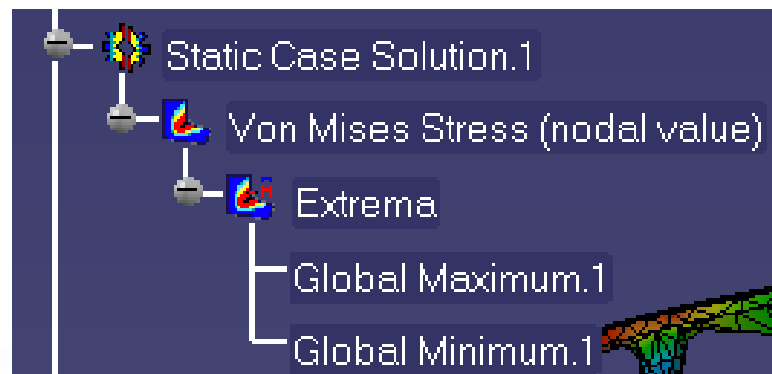 Static Case Solution.1
Von Mises Stress (nodal value)
Extrema
Global Maximum.1
Global Minimum.1